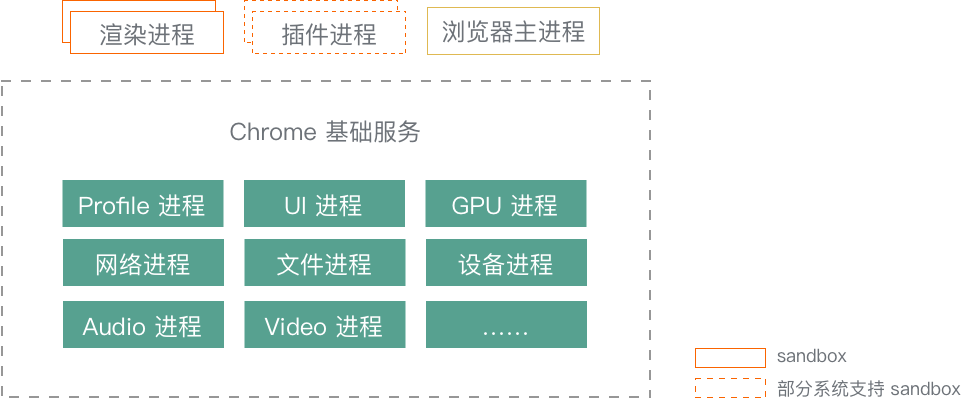 渲染进程
插件进程
浏览器主进程
Chrome 基础服务
Profile 进程
UI 进程
GPU 进程
网络进程
文件进程
设备进程
Audio 进程
Video 进程
……
sandbox
部分系统支持 sandbox